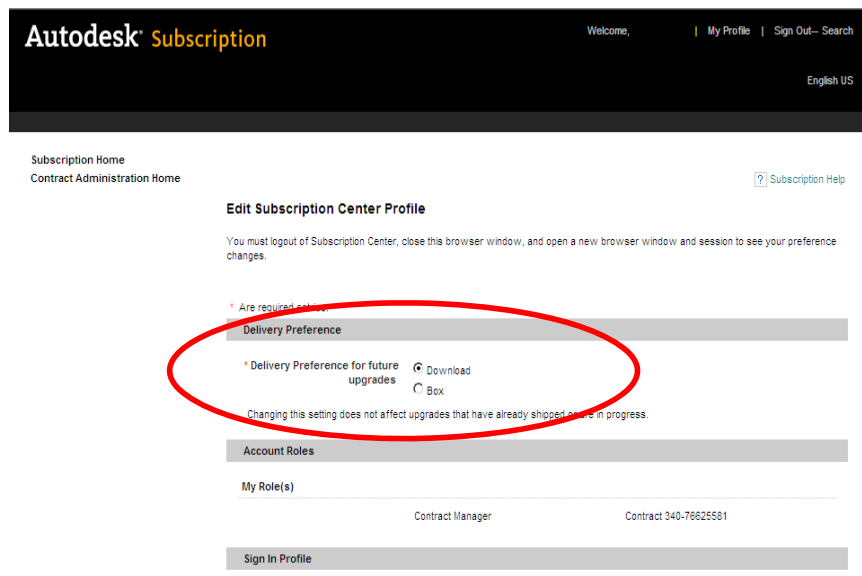 Autodesk® Subscription
Welcome, | My Profile | Sign Out-- Search
English US
Subscription Home
Contract Administration Home
? Subscription Help
Edit Subscription Center Profile
You must logout of Subscription Center, close this browser window, and open a new browser window and session to see your preference
changes.
* Are required entries.
Delivery Preference
* Delivery Preference for future
upgrades
Download
Box
Changing this setting does not affect upgrades that have already shipped or are in progress.
Account Roles
My Role(s)
Contract Manager Contract 340-76625581
Sign In Profile